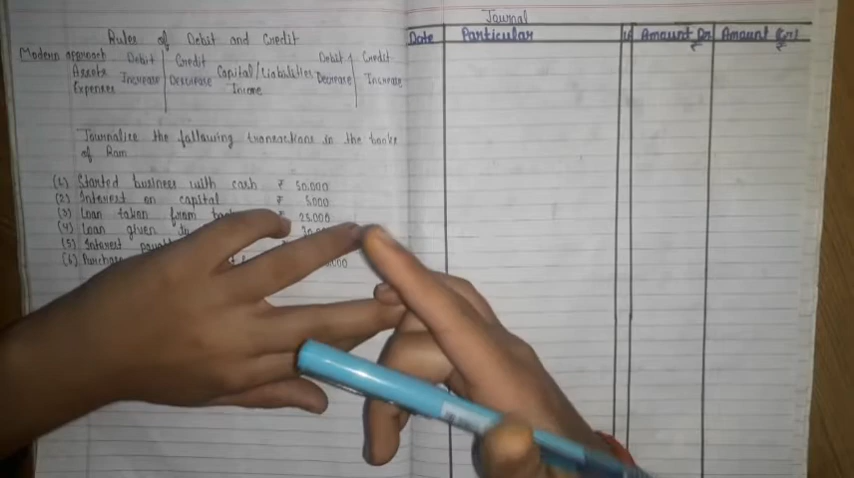 Rules of Debit and Credit
Modern approach Debit Credit Debit Credit
Assets Increase Decrease Capital/Liabilities Decrease Increase
Expenses Income
Journalise the following transactions in the books
of Ram
(1) Started business with cash ₹ 50,000
(2) Interest on capital ₹ 5000
(3) Loan taken from ₹ 25,000
(4) Loan given to
(5) Interest
(6)
Journal
Date Particular Amount Dr. Amount Cr.
₹ ₹